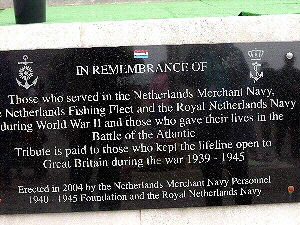 IN REMEMBRANCE OF
Those who served in the Netherlands Merchant Navy,
Netherlands Fishing Fleet and the Royal Netherlands Navy
during World War II and those who gave their lives in the
Battle of the Atlantic
Tribute is paid to those who kept the lifeline open to
Great Britain during the war 1939 - 1945
Erected in 2004 by the Netherlands Merchant Navy Personnel
1940 - 1945 Foundation and the Royal Netherlands Navy